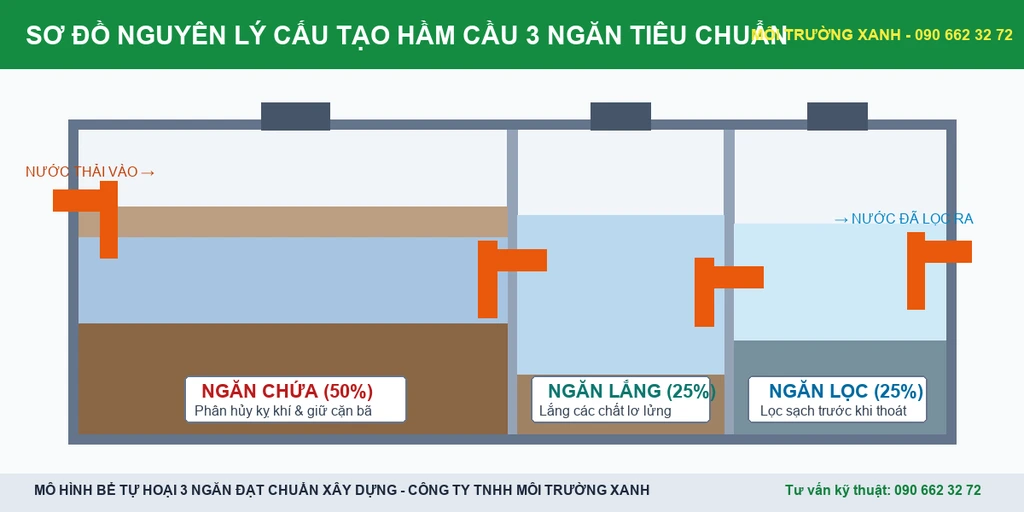 SƠ ĐỒ NGUYÊN LÝ CẤU TẠO HẦM CẦU 3 NGĂN TIÊU CHUẨN
MÔI TRƯỜNG XANH - 090 662 32 72
NƯỚC THẢI VÀO →
→ NƯỚC ĐÃ LỌC RA
NGĂN CHỨA (50%)
Phân hủy kỵ khí & giữ cặn bã
NGĂN LẮNG (25%)
Lắng các chất lơ lửng
NGĂN LỌC (25%)
Lọc sạch trước khi thoát
MÔ HÌNH BỂ TỰ HOẠI 3 NGĂN ĐẠT CHUẨN XÂY DỰNG - CÔNG TY TNHH MÔI TRƯỜNG XANH
Tư vấn kỹ thuật: 090 662 32 72